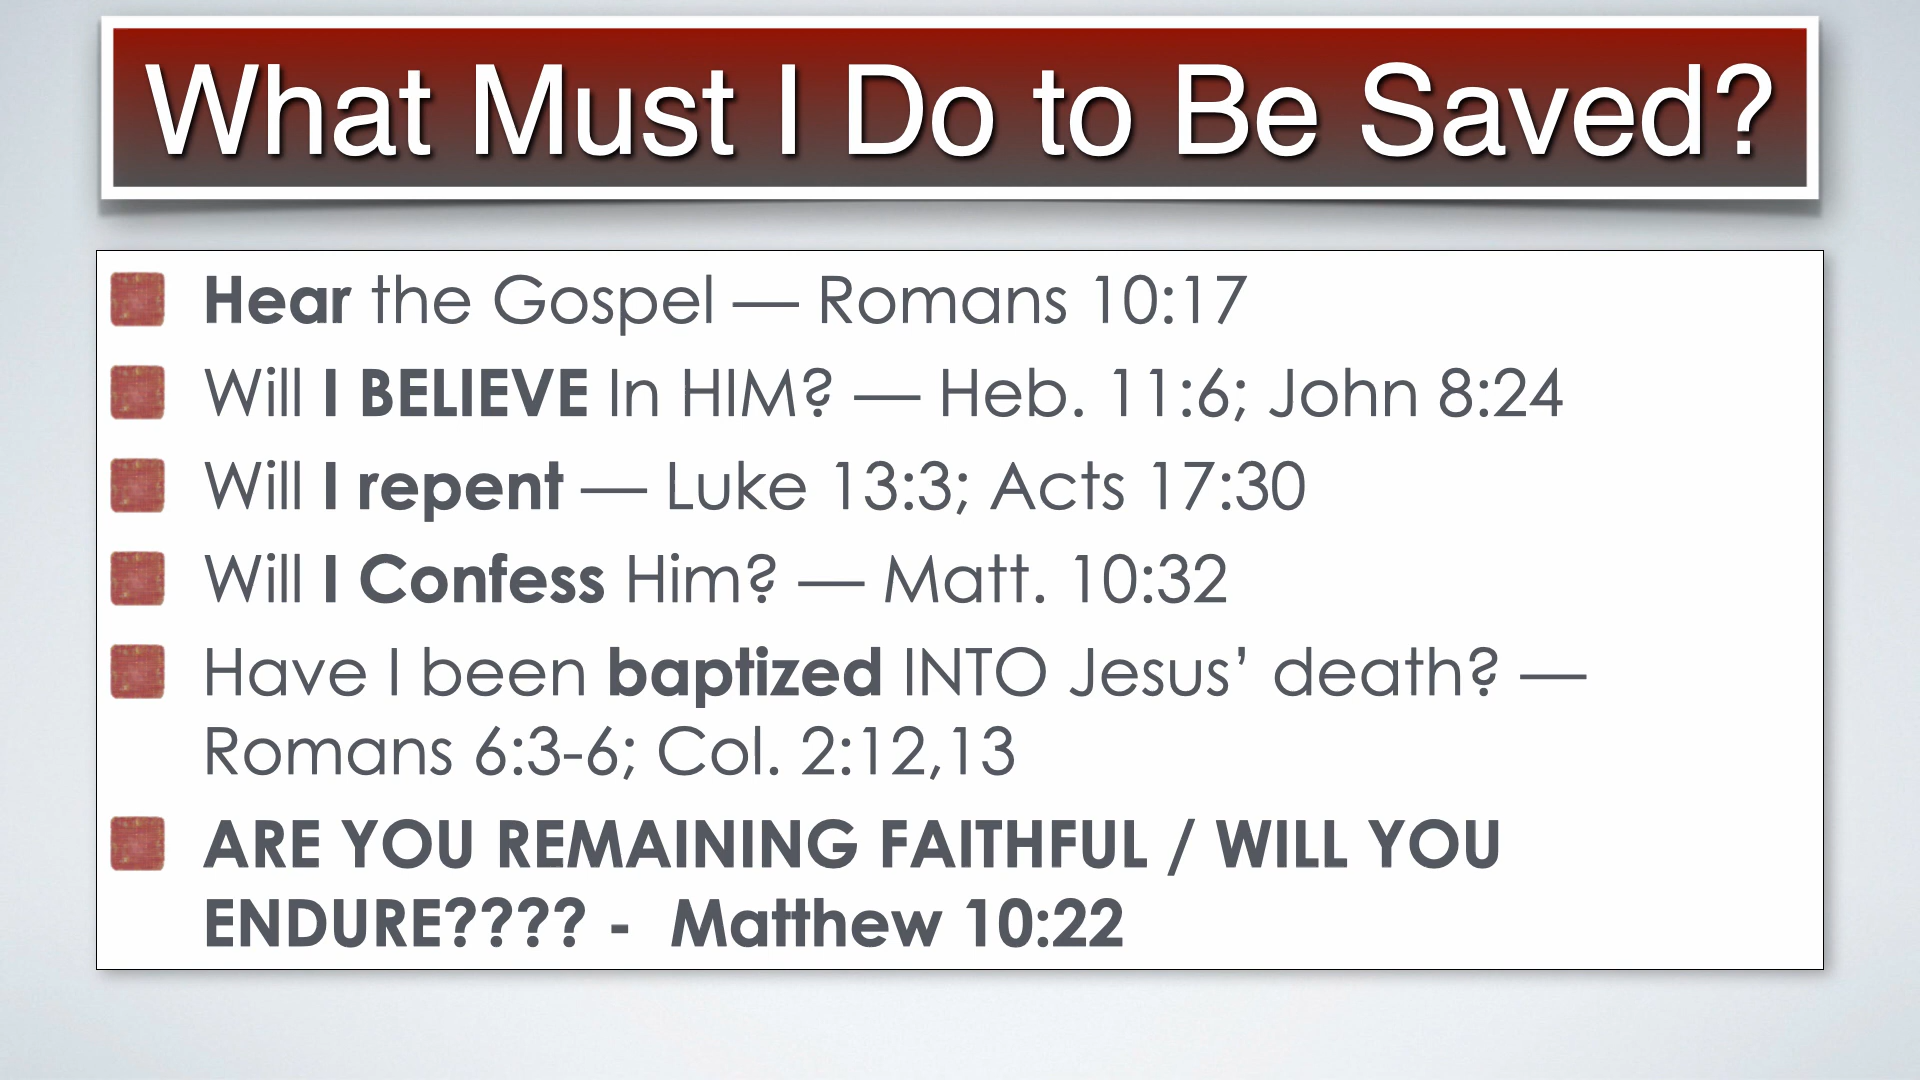 What Must I Do to Be Saved?
Hear the Gospel — Romans 10:17
Will I BELIEVE In HIM? — Heb. 11:6; John 8:24
Will I repent — Luke 13:3; Acts 17:30
Will I Confess Him? — Matt. 10:32
Have I been baptized INTO Jesus’ death? —
Romans 6:3-6; Col. 2:12,13
ARE YOU REMAINING FAITHFUL / WILL YOU
ENDURE???? - Matthew 10:22